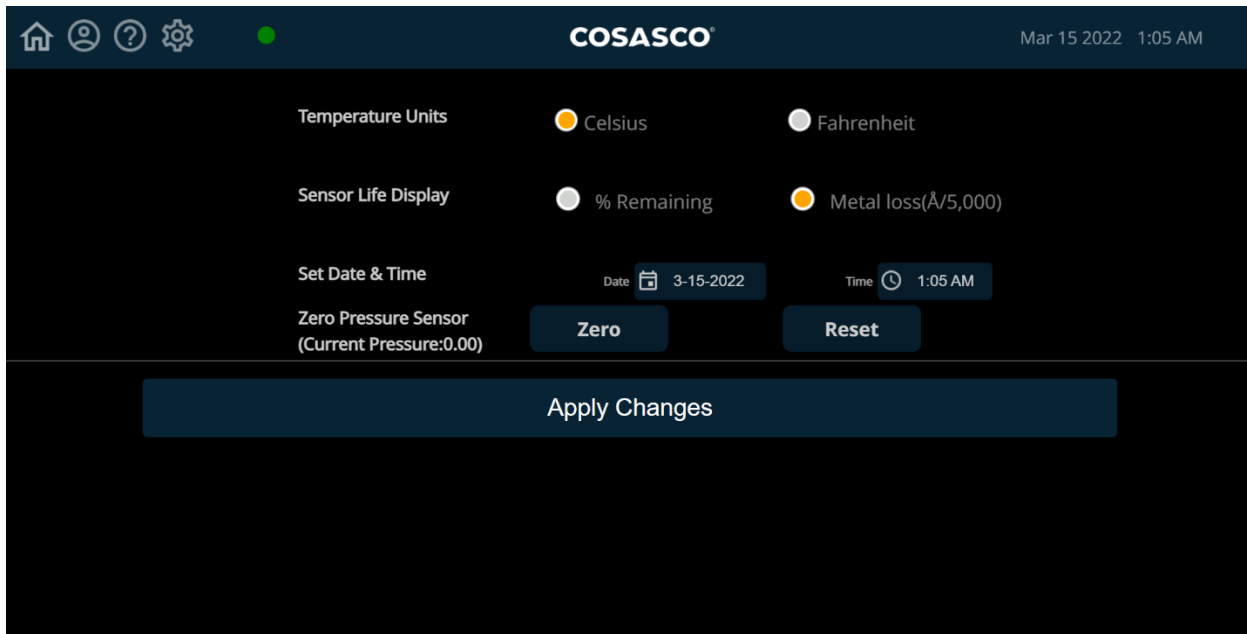 COSASCO®
Mar 15 2022 1:05 AM
Temperature Units Celsius Fahrenheit
Sensor Life Display % Remaining Metal loss(Å/5,000)
Set Date & Time Date 3-15-2022 Time 1:05 AM
Zero Pressure Sensor
(Current Pressure:0.00) Zero Reset
Apply Changes